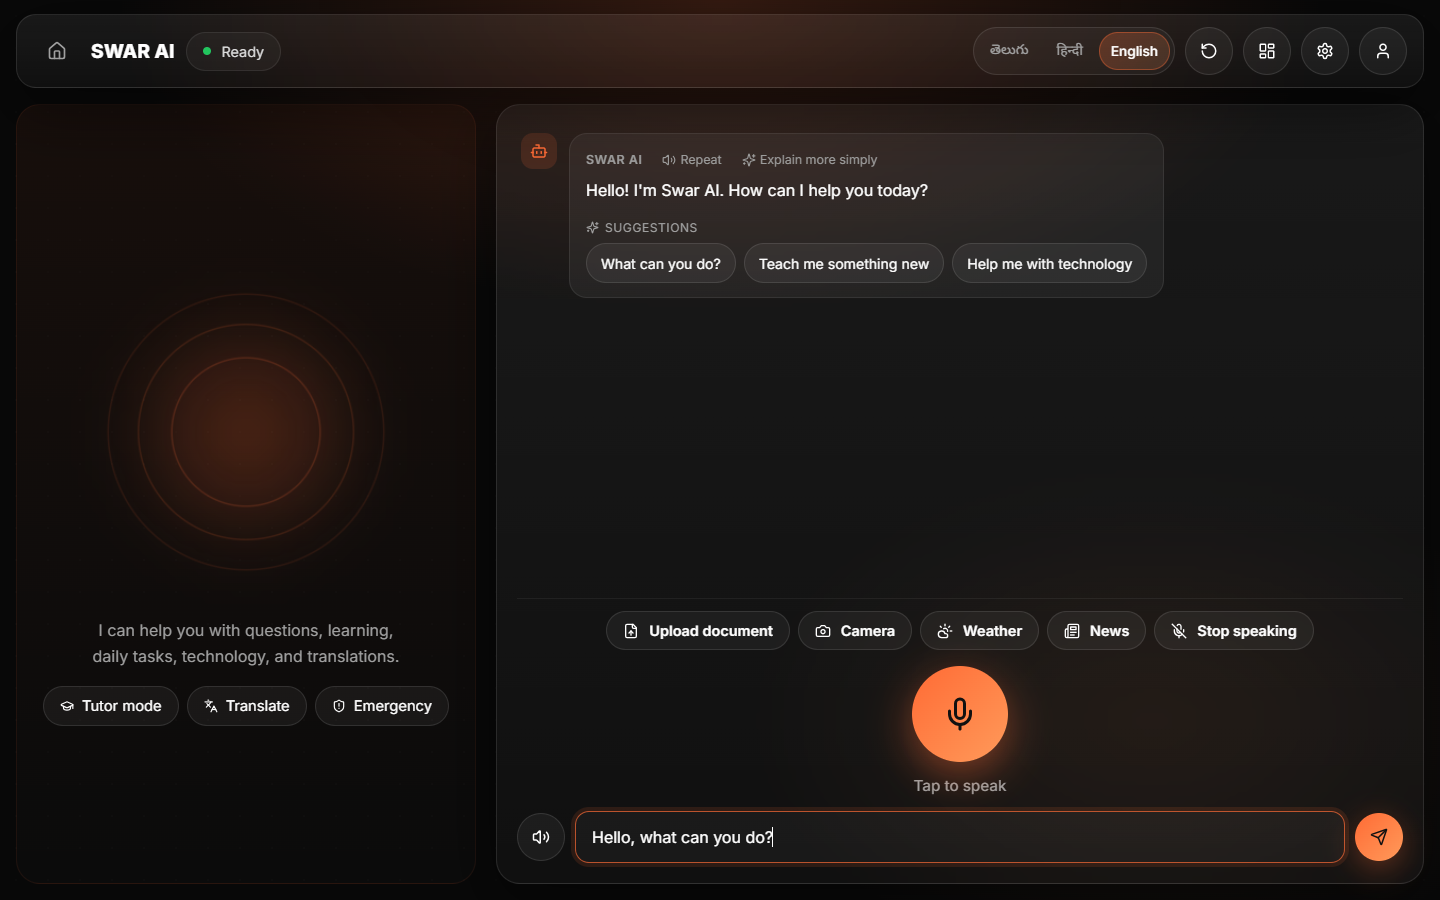 SWAR AI
Ready
తెలుగు
हिन्दी
English
SWAR AI
Repeat
Explain more simply
Hello! I'm Swar AI. How can I help you today?
SUGGESTIONS
What can you do?
Teach me something new
Help me with technology
I can help you with questions, learning,
daily tasks, technology, and translations.
Tutor mode
Translate
Emergency
Upload document
Camera
Weather
News
Stop speaking
Tap to speak
Hello, what can you do?